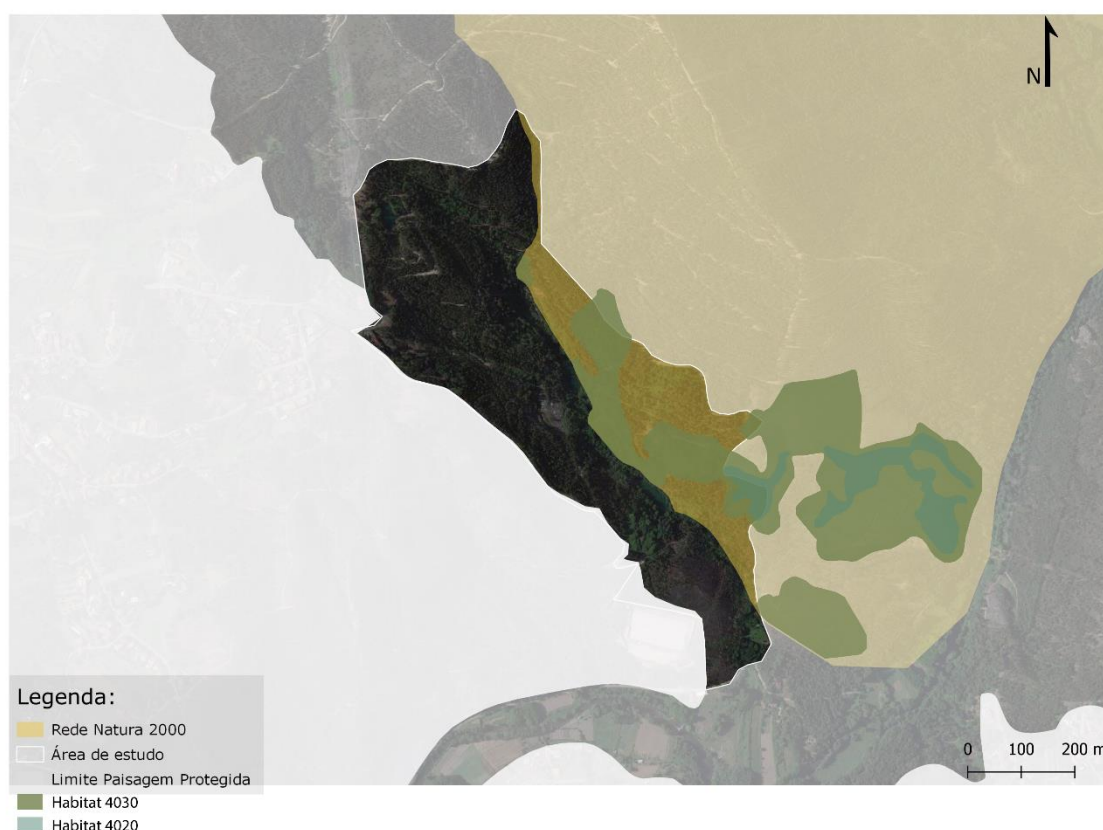 N
0 100 200 m
Legenda:
Rede Natura 2000
Área de estudo
Limite Paisagem Protegida
Habitat 4030
Habitat 4020